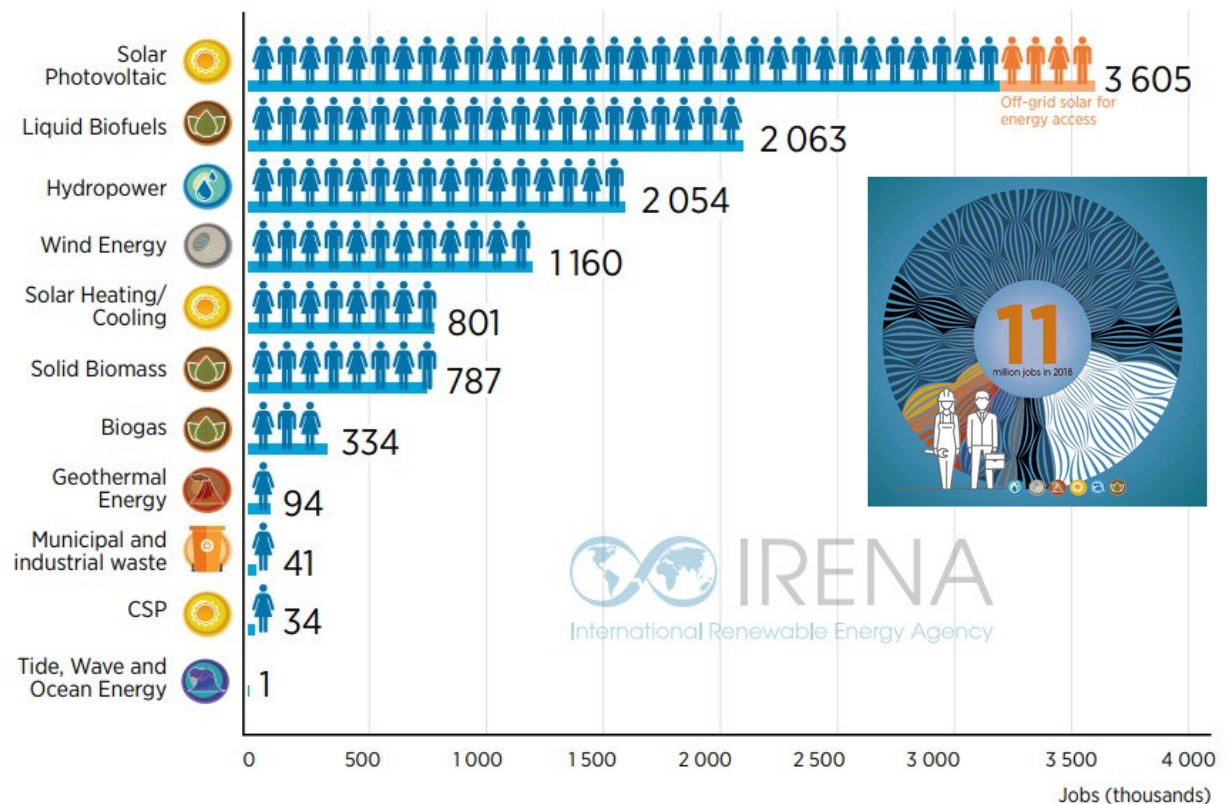 Solar
Photovoltaic
3 605
Off-grid solar for
energy access
Liquid Biofuels
2 063
Hydropower
2 054
Wind Energy
1 160
Solar Heating/
Cooling
801
Solid Biomass
787
Biogas
334
Geothermal
Energy
94
Municipal and
industrial waste
41
CSP
34
Tide, Wave and
Ocean Energy
1
11
million jobs in 2018
IRENA
International Renewable Energy Agency
0 500 1 000 1 500 2 000 2 500 3 000 3 500 4 000
Jobs (thousands)